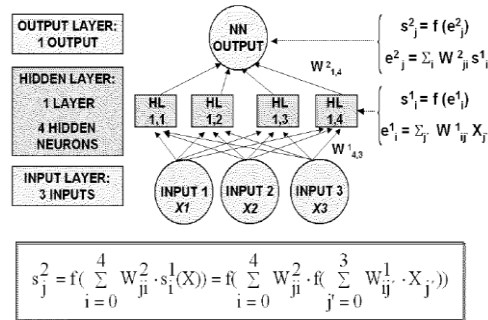 OUTPUT LAYER:
1 OUTPUT
HIDDEN LAYER:
1 LAYER
4 HIDDEN
NEURONS
INPUT LAYER:
3 INPUTS
NN
OUTPUT
W²1,4
HL
1,1
HL
1,2
HL
1,3
HL
1,4
W¹4,3
INPUT 1
X1
INPUT 2
X2
INPUT 3
X3
s²j = f (e²j)
e²j = Σi W²ji s¹i
s¹i = f (e¹i)
e¹i = Σj' W¹ij' Xj'
s²j = f( Σ(i = 0 to 4) W²ji · s¹i(X)) = f( Σ(i = 0 to 4) W²ji · f( Σ(j' = 0 to 3) W¹ij' · Xj'))